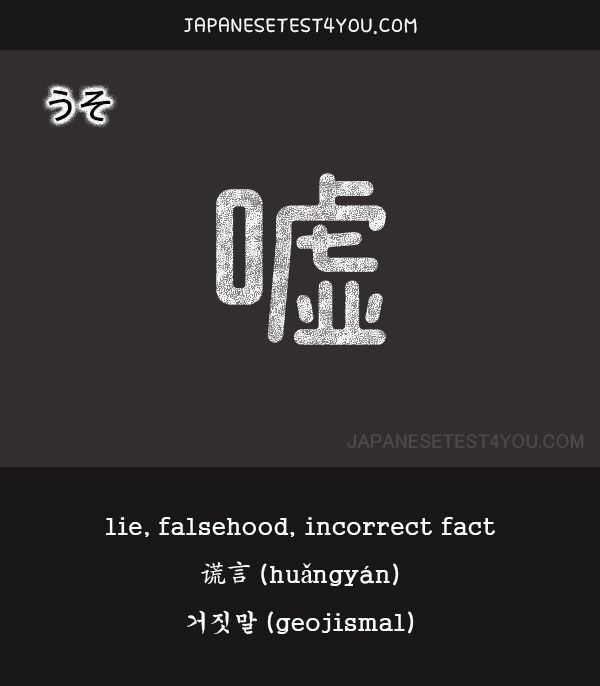 JAPANESETEST4YOU.COM
うそ
嘘
JAPANESETEST4YOU.COM
lie, falsehood, incorrect fact
谎言 (huǎngyán)
거짓말 (geojismal)